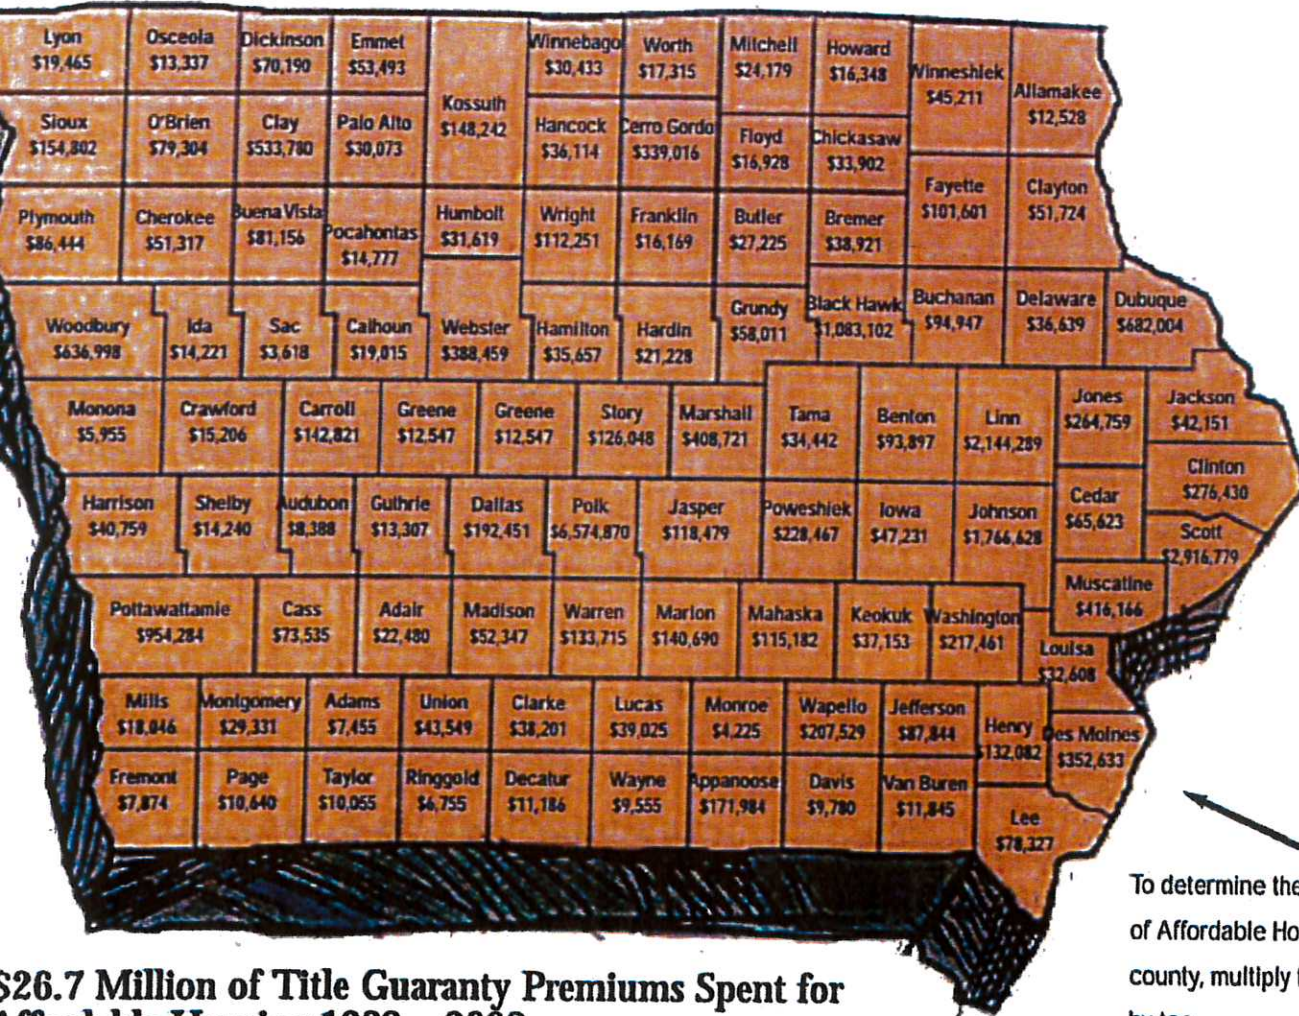 Lyon
$19,465
Osceola
$13,337
Dickinson
$70,190
Emmet
$53,493
Kossuth
$148,242
Winnebago
$30,433
Worth
$17,315
Mitchell
$24,179
Howard
$16,348
Winneshiek
$45,211
Allamakee
$12,528
Sioux
$154,802
O'Brien
$79,304
Clay
$533,780
Palo Alto
$30,073
Hancock
$36,114
Cerro Gordo
$339,016
Floyd
$16,928
Chickasaw
$33,902
Fayette
$101,601
Clayton
$51,724
Plymouth
$86,444
Cherokee
$51,317
Buena Vista
$81,156
Pocahontas
$14,777
Humbolt
$31,619
Wright
$112,251
Franklin
$16,169
Butler
$27,225
Bremer
$38,921
Woodbury
$636,998
Ida
$14,221
Sac
$3,618
Calhoun
$19,015
Webster
$388,459
Hamilton
$35,657
Hardin
$21,228
Grundy
$58,011
Black Hawk
$1,083,102
Buchanan
$94,947
Delaware
$36,639
Dubuque
$682,004
Monona
$5,955
Crawford
$15,206
Carroll
$142,821
Greene
$12,547
Greene
$12,547
Story
$126,048
Marshall
$408,721
Tama
$34,442
Benton
$93,897
Linn
$2,144,289
Jones
$264,759
Jackson
$42,151
Clinton
$276,430
Harrison
$40,759
Shelby
$14,240
Audubon
$8,388
Guthrie
$13,307
Dallas
$192,451
Polk
$6,574,870
Jasper
$118,479
Poweshiek
$228,467
Iowa
$47,231
Johnson
$1,766,628
Cedar
$65,623
Scott
$2,916,779
Muscatine
$416,166
Pottawattamie
$954,284
Cass
$73,535
Adair
$22,480
Madison
$52,347
Warren
$133,715
Marion
$140,690
Mahaska
$115,182
Keokuk
$37,153
Washington
$217,461
Louisa
$32,608
Mills
$18,046
Montgomery
$29,331
Adams
$7,455
Union
$43,549
Clarke
$38,201
Lucas
$39,025
Monroe
$4,225
Wapello
$207,529
Jefferson
$87,844
Henry
$132,082
Des Moines
$352,633
Fremont
$7,874
Page
$10,640
Taylor
$10,055
Ringgold
$6,755
Decatur
$11,186
Wayne
$9,555
Appanoose
$171,984
Davis
$9,780
Van Buren
$11,845
Lee
$78,327
To determine the
of Affordable Ho
county, multiply
$26.7 Million of Title Guaranty Premiums Spent for